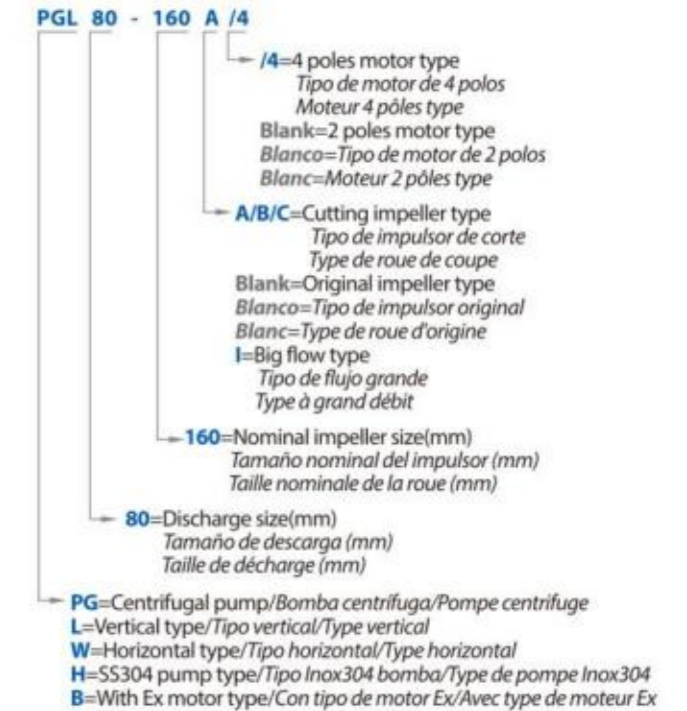 PGL 80 - 160 A /4
/4=4 poles motor type
Tipo de motor de 4 polos
Moteur 4 pôles type
Blank=2 poles motor type
Blanco=Tipo de motor de 2 polos
Blanc=Moteur 2 pôles type
A/B/C=Cutting impeller type
Tipo de impulsor de corte
Type de roue de coupe
Blank=Original impeller type
Blanco=Tipo de impulsor original
Blanc=Type de roue d'origine
I=Big flow type
Tipo de flujo grande
Type à grand débit
160=Nominal impeller size(mm)
Tamaño nominal del impulsor (mm)
Taille nominale de la roue (mm)
80=Discharge size(mm)
Tamaño de descarga (mm)
Taille de décharge (mm)
PG=Centrifugal pump/Bomba centrífuga/Pompe centrifuge
L=Vertical type/Tipo vertical/Type vertical
W=Horizontal type/Tipo horizontal/Type horizontal
H=SS304 pump type/Tipo Inox304 bomba/Type de pompe Inox304
B=With Ex motor type/Con tipo de motor Ex/Avec type de moteur Ex